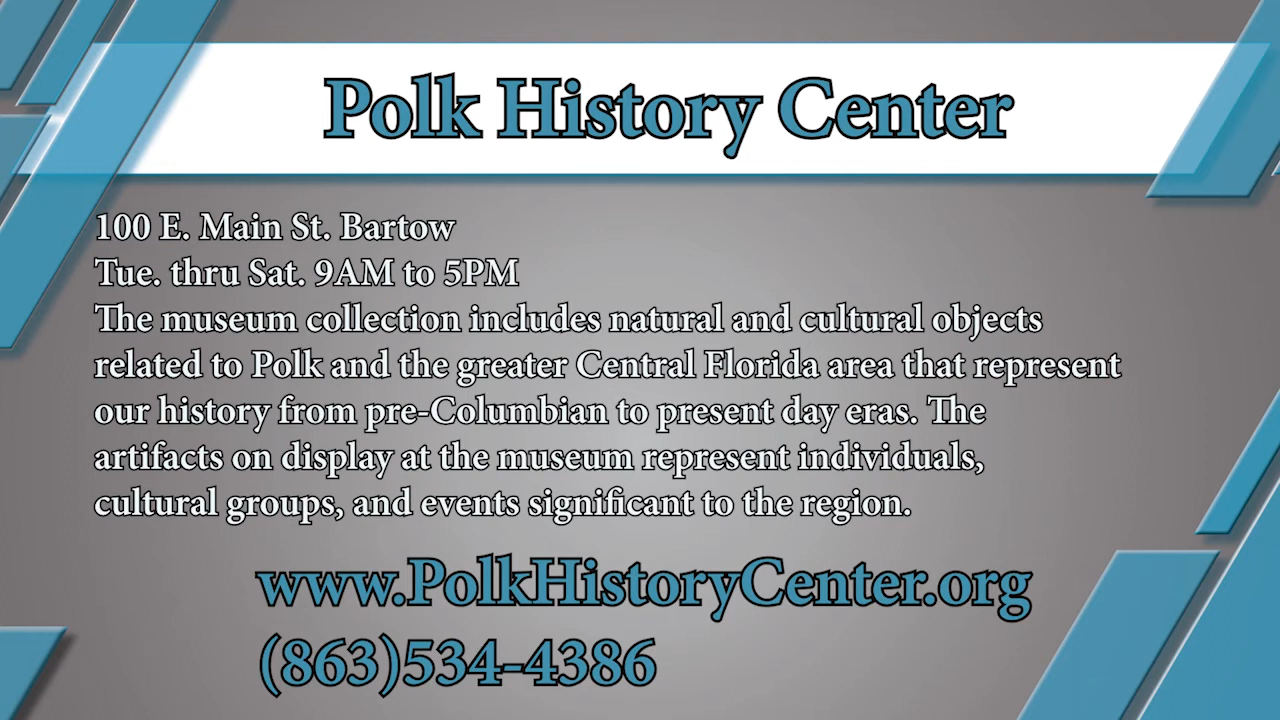 Polk History Center
100 E. Main St. Bartow
Tue. thru Sat. 9AM to 5PM
The museum collection includes natural and cultural objects
related to Polk and the greater Central Florida area that represent
our history from pre-Columbian to present day eras. The
artifacts on display at the museum represent individuals,
cultural groups, and events significant to the region.
www.PolkHistoryCenter.org
(863)534-4386